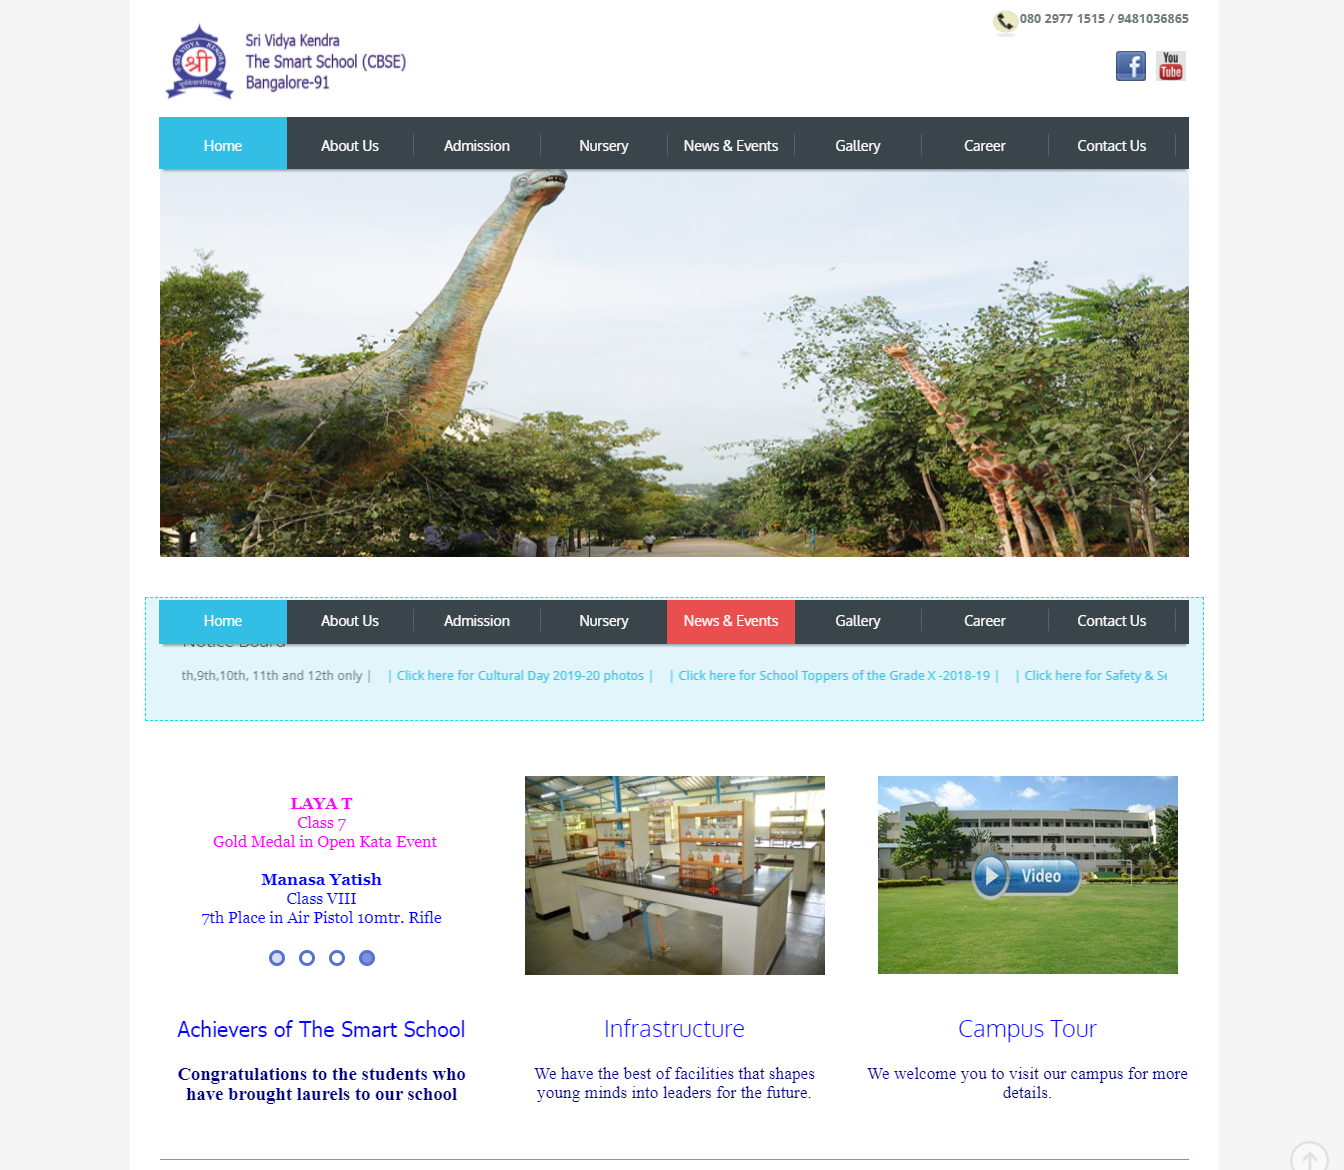 080 2977 1515 / 9481036865
Sri Vidya Kendra
The Smart School (CBSE)
Bangalore-91
SRI VIDYA KENDRA
श्री
You
Tube
Home
About Us
Admission
Nursery
News & Events
Gallery
Career
Contact Us
Home
About Us
Admission
Nursery
News & Events
Gallery
Career
Contact Us
Notice Board
th,9th,10th, 11th and 12th only | | Click here for Cultural Day 2019-20 photos | | Click here for School Toppers of the Grade X -2018-19 | | Click here for Safety & Se
LAYA T
Class 7
Gold Medal in Open Kata Event
Manasa Yatish
Class VIII
7th Place in Air Pistol 10mtr. Rifle
Video
Achievers of The Smart School
Infrastructure
Campus Tour
Congratulations to the students who
have brought laurels to our school
We have the best of facilities that shapes
young minds into leaders for the future.
We welcome you to visit our campus for more
details.